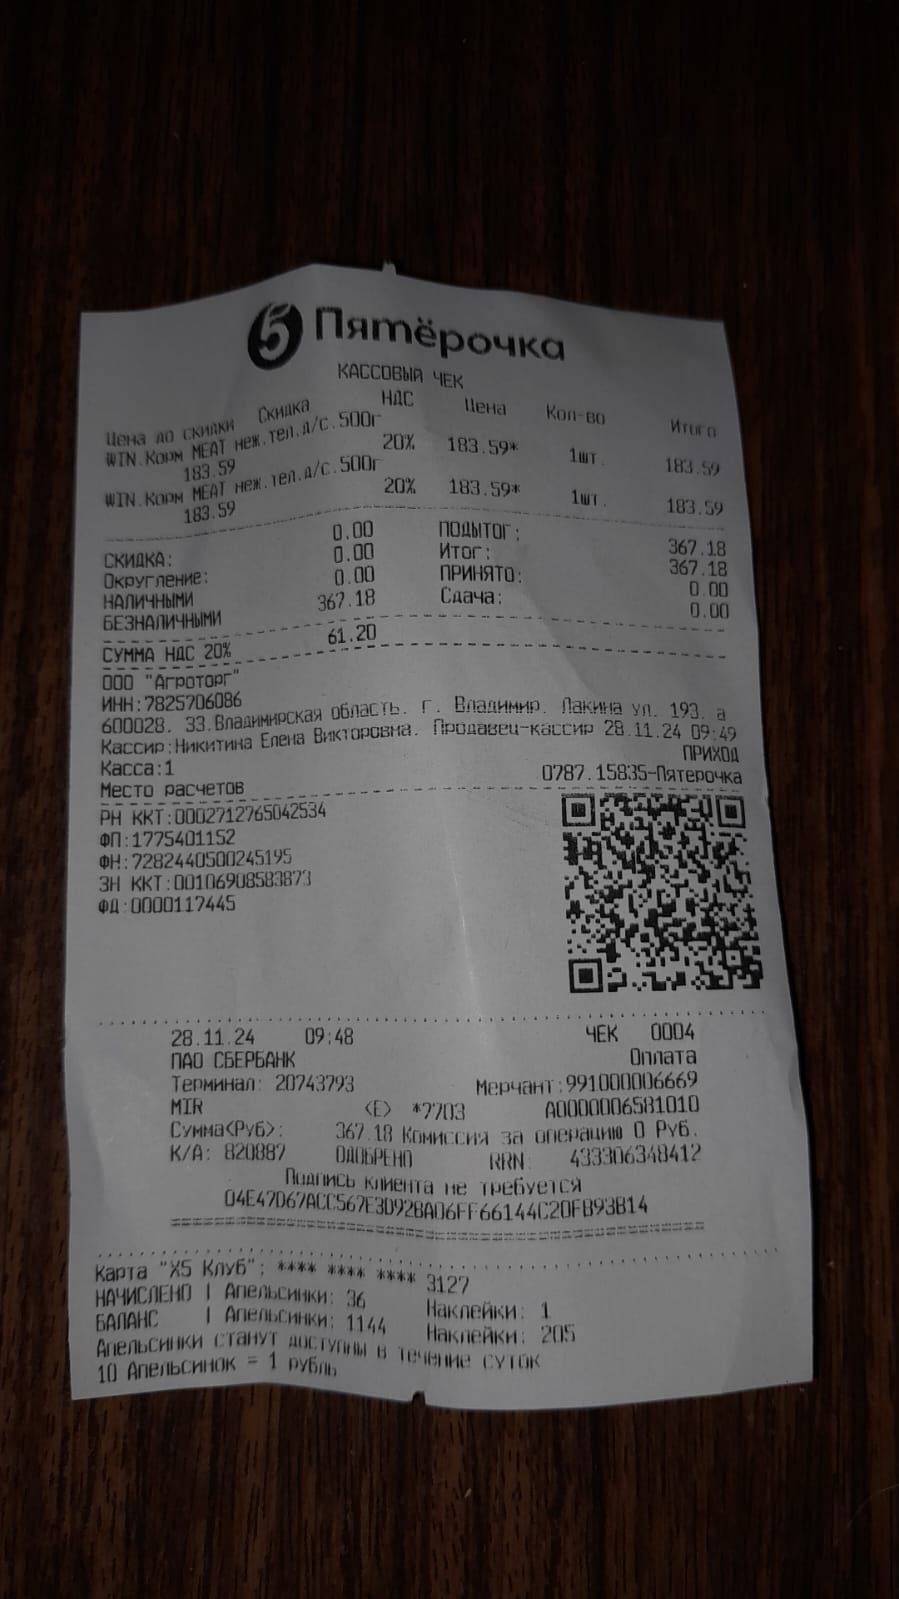 5 Пятёрочка
КАССОВЫЙ ЧЕК
Цена до скидки Скидка НДС Цена Кол-во Итого
WIN.Корм MEAT неж.тел.д/с.500г
183.59 20% 183.59* 1шт. 183.59
WIN.Корм MEAT неж.тел.д/с.500г
183.59 20% 183.59* 1шт. 183.59
СКИДКА: 0.00 ПОДЫТОГ: 367.18
Округление: 0.00 Итог: 367.18
НАЛИЧНЫМИ 0.00 ПРИНЯТО: 0.00
БЕЗНАЛИЧНЫМИ 367.18 Сдача: 0.00
СУММА НДС 20% 61.20
ООО "Агроторг"
ИНН:7825706086
600028. 33.Владимирская область. г. Владимир. Лакина ул. 193. а
Кассир:Никитина Елена Викторовна. Продавец-кассир 28.11.24 09:49
Касса:1 ПРИХОД
Место расчетов 0787.15835-Пятерочка
РН ККТ:0002712765042534
ФП:1775401152
ФН:7282440500245195
ЗН ККТ:00106908583873
ФД:0000117445
28.11.24 09:48 ЧЕК 0004
ПАО СБЕРБАНК Оплата
Терминал: 20743793 Мерчант:991000006669
MIR <E> *7703 A0000006581010
Сумма<Руб>: 367.18 Комиссия за операцию 0 Руб.
К/А: 820887 ОДОБРЕНО RRN: 433306348412
Подпись клиента не требуется
04E47D67ACC567E3D92BA06FF66144C20FB93B14
Карта "X5 Клуб": **** **** **** 3127
НАЧИСЛЕНО | Апельсинки: 36 Наклейки: 1
БАЛАНС | Апельсинки: 1144 Наклейки: 205
Апельсинки станут доступны в течение суток
10 Апельсинок = 1 рубль